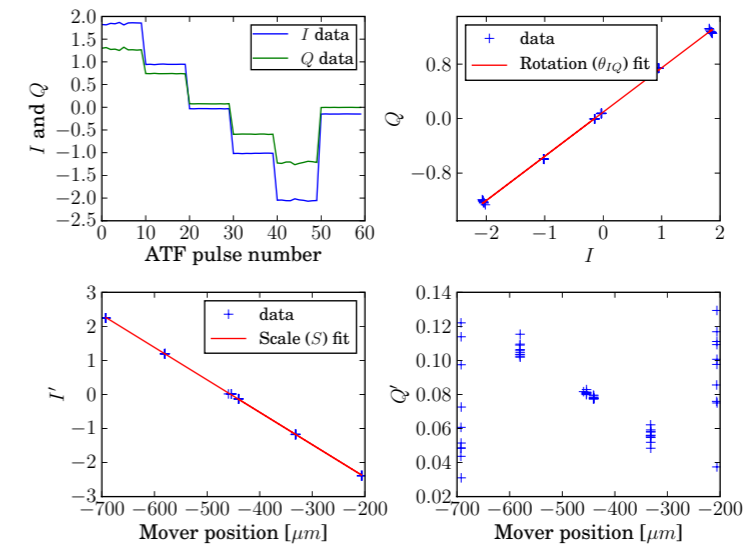 2.0
1.5
1.0
0.5
0.0
−0.5
−1.0
−1.5
−2.0
−2.5
I and Q
I data
Q data
0 10 20 30 40 50 60
ATF pulse number
0.8
0.0
−0.8
Q
data
Rotation (θ_IQ) fit
−2 −1 0 1 2
I
3
2
1
0
−1
−2
−3
I′
data
Scale (S) fit
−700 −600 −500 −400 −300 −200
Mover position [μm]
0.14
0.12
0.10
0.08
0.06
0.04
0.02
Q′
−700 −600 −500 −400 −300 −200
Mover position [μm]